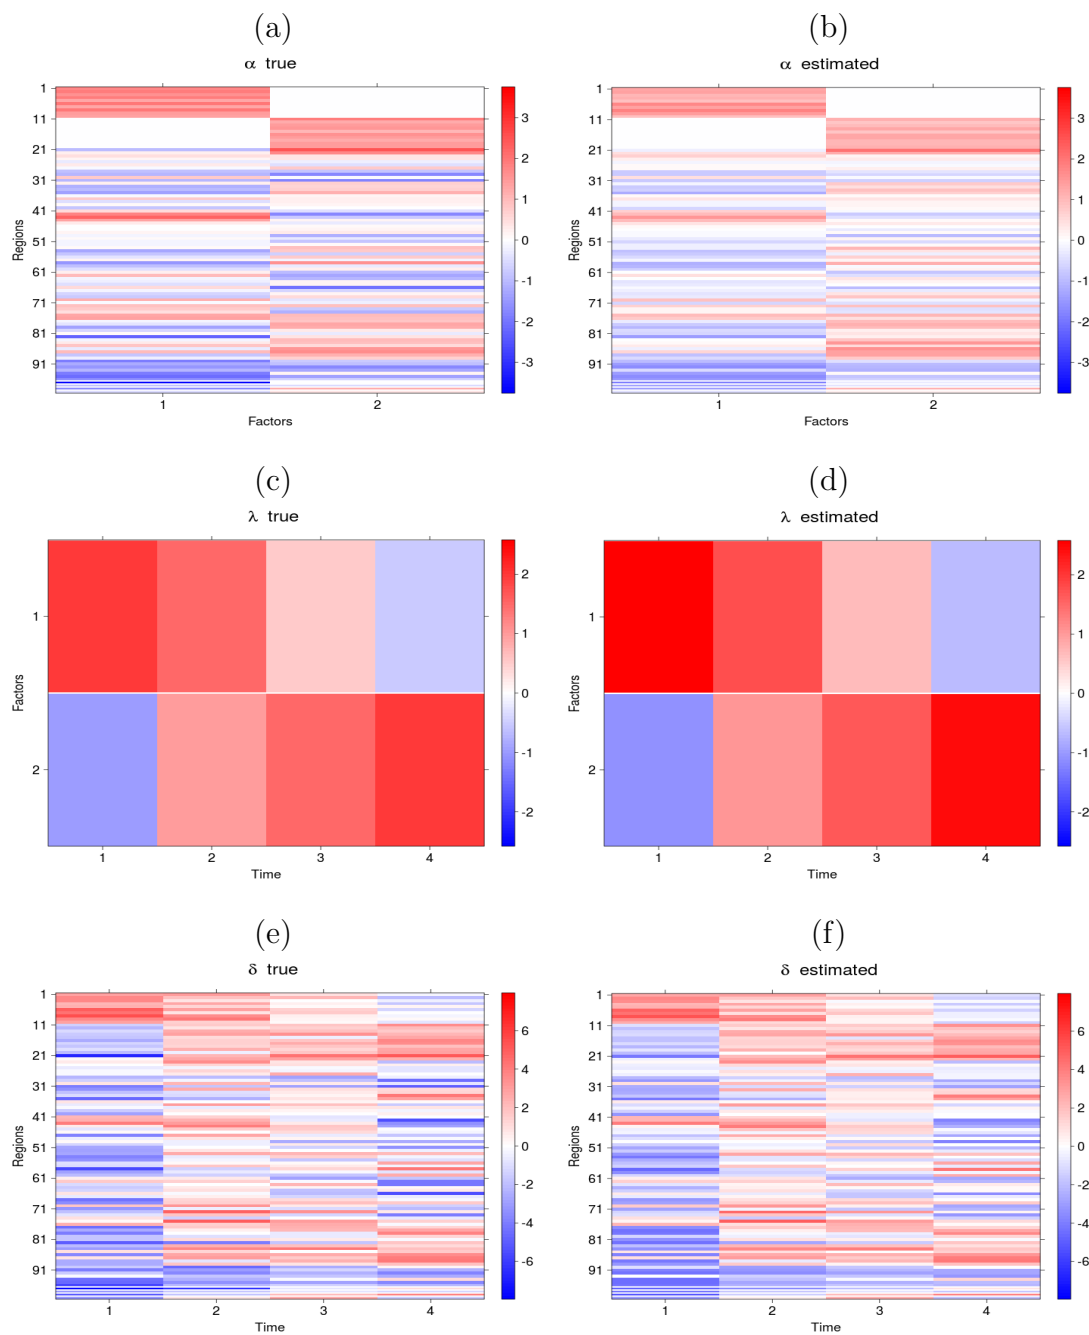 (a) (b)
α true α estimated
1 11 21 31 41 51 61 71 81 91
Regions
3 2 1 0 -1 -2 -3
1 2
Factors
1 11 21 31 41 51 61 71 81 91
Regions
3 2 1 0 -1 -2 -3
1 2
Factors
(c) (d)
λ true λ estimated
1 2
Factors
2 1 0 -1 -2
1 2 3 4
Time
1 2
Factors
2 1 0 -1 -2
1 2 3 4
Time
(e) (f)
δ true δ estimated
1 11 21 31 41 51 61 71 81 91
Regions
6 4 2 0 -2 -4 -6
1 2 3 4
Time
1 11 21 31 41 51 61 71 81 91
Regions
6 4 2 0 -2 -4 -6
1 2 3 4
Time